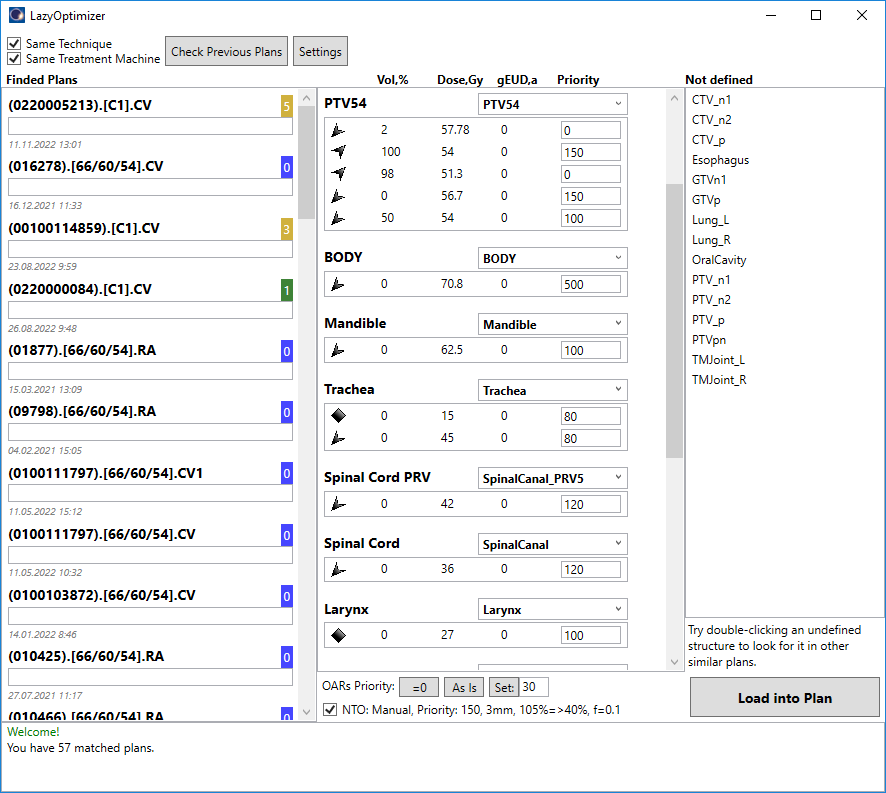 LazyOptimizer
Same Technique
Same Treatment Machine
Check Previous Plans
Settings
Finded Plans
(0220005213).[C1].CV 5
11.11.2022 13:01
(016278).[66/60/54].CV 0
16.12.2021 11:33
(00100114859).[C1].CV 3
23.08.2022 9:59
(0220000084).[C1].CV 1
26.08.2022 9:48
(01877).[66/60/54].RA 0
15.03.2021 13:09
(09798).[66/60/54].RA 0
04.02.2021 15:05
(0100111797).[66/60/54].CV1 0
11.05.2022 15:12
(0100111797).[66/60/54].CV 0
11.05.2022 10:32
(0100103872).[66/60/54].CV 0
14.01.2022 8:46
(010425).[66/60/54].RA 0
27.07.2021 11:17
(010466).[66/60/54].RA 0
Vol,% Dose,Gy gEUD,a Priority
PTV54 PTV54
2 57.78 0 0
100 54 0 150
98 51.3 0 0
0 56.7 0 150
50 54 0 100
BODY BODY
0 70.8 0 500
Mandible Mandible
0 62.5 0 100
Trachea Trachea
0 15 0 80
0 45 0 80
Spinal Cord PRV SpinalCanal_PRV5
0 42 0 120
Spinal Cord SpinalCanal
0 36 0 120
Larynx Larynx
0 27 0 100
OARs Priority: =0 As Is Set: 30
NTO: Manual, Priority: 150, 3mm, 105%=>40%, f=0.1
Not defined
CTV_n1
CTV_n2
CTV_p
Esophagus
GTVn1
GTVp
Lung_L
Lung_R
OralCavity
PTV_n1
PTV_n2
PTV_p
PTVpn
TMJoint_L
TMJoint_R
Try double-clicking an undefined
structure to look for it in other
similar plans.
Load into Plan
Welcome!
You have 57 matched plans.